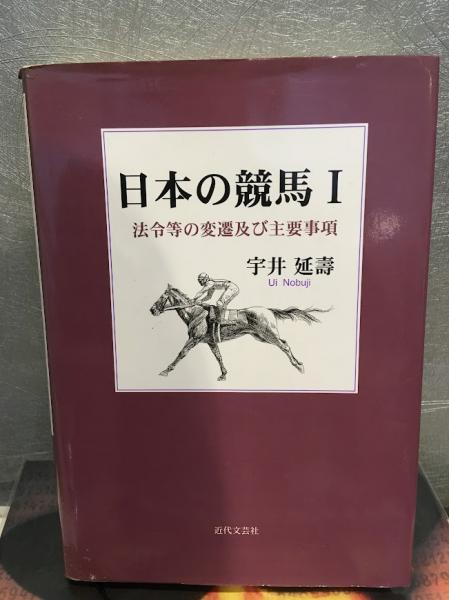 日本の競馬 I
法令等の変遷及び主要事項
宇井 延壽
Ui Nobuji
近代文芸社